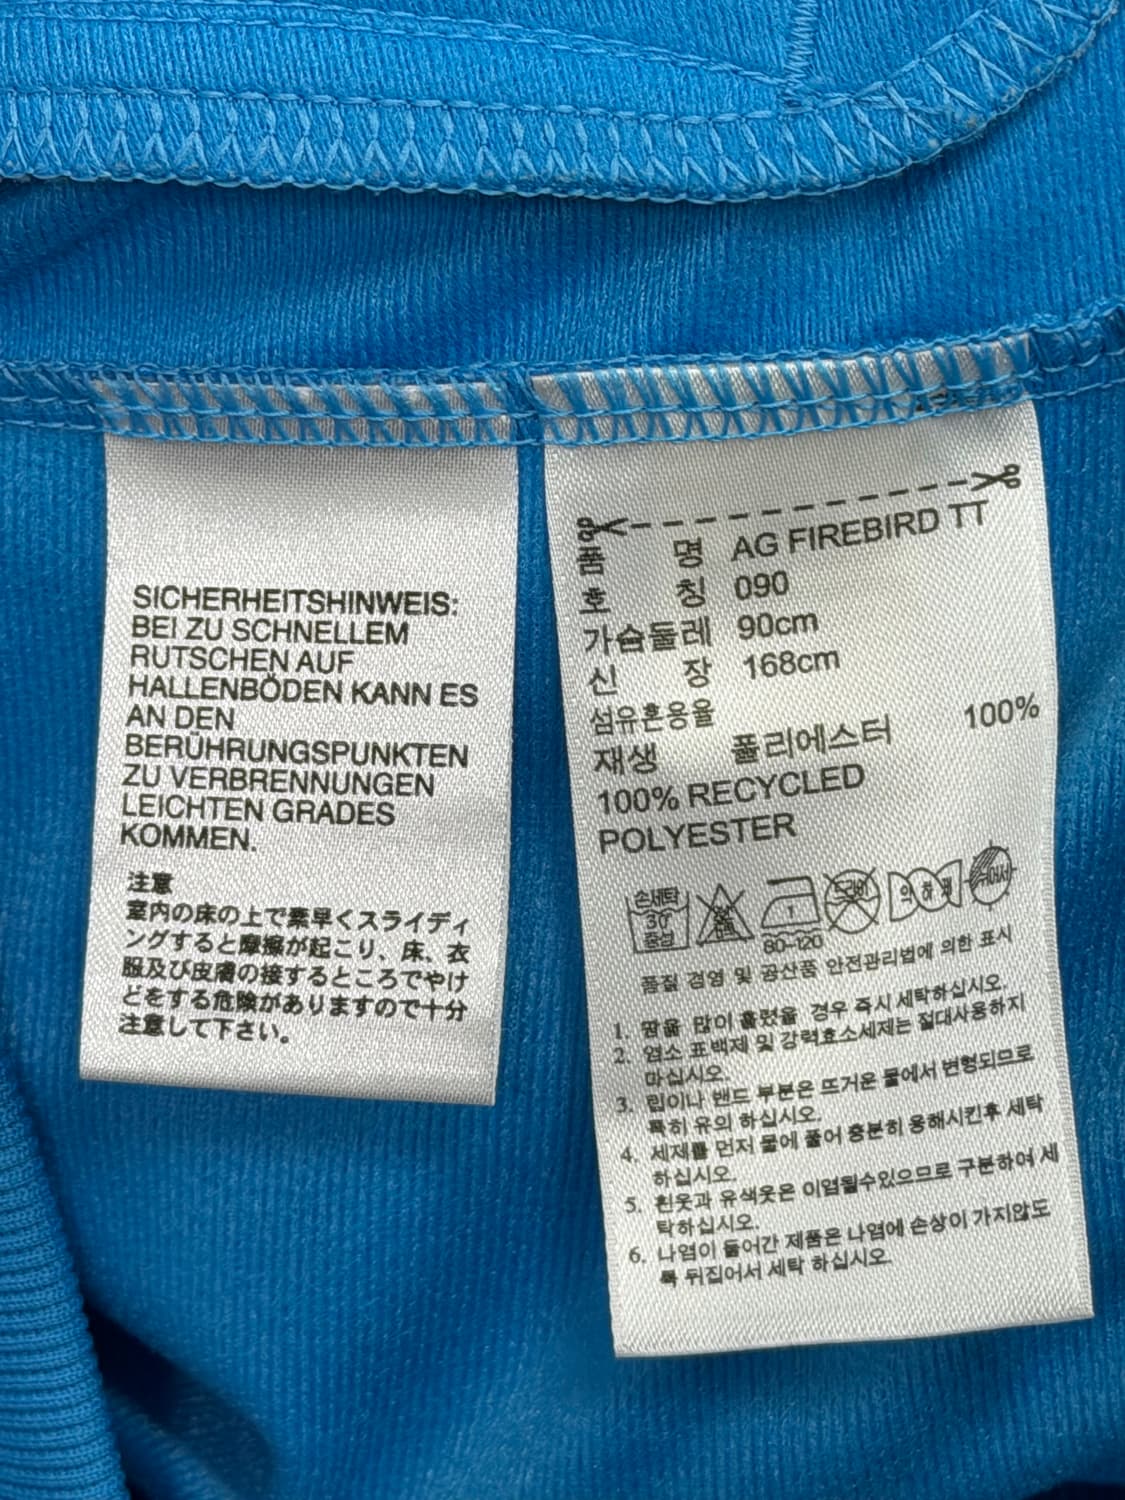 SICHERHEITSHINWEIS:
BEI ZU SCHNELLEM
RUTSCHEN AUF
HALLENBÖDEN KANN ES
AN DEN
BERÜHRUNGSPUNKTEN
ZU VERBRENNUNGEN
LEICHTEN GRADES
KOMMEN.
注意
室内の床の上で素早くスライディ
ングすると摩擦が起こり、床、衣
服及び皮膚の接するところでやけ
どをする危険がありますので十分
注意して下さい。
품 명 AG FIREBIRD TT
호 칭 090
가슴둘레 90cm
신 장 168cm
섬유혼용율
재생 폴리에스터 100%
100% RECYCLED
POLYESTER
손세탁
30°
중성
1
80~120
드라이
옷걸이
품질 경영 및 공산품 안전관리법에 의한 표시
1. 땀을 많이 흘렸을 경우 즉시 세탁하십시오.
2. 염소 표백제 및 강력효소세제는 절대사용하지
마십시오.
3. 립이나 밴드 부분은 뜨거운 물에서 변형되므로
특히 유의 하십시오.
4. 세제를 먼저 물에 풀어 충분히 용해시킨후 세탁
하십시오.
5. 흰옷과 유색옷은 이염될수있으므로 구분하여 세
탁하십시오.
6. 나염이 들어간 제품은 나염에 손상이 가지않도
록 뒤집어서 세탁 하십시오.